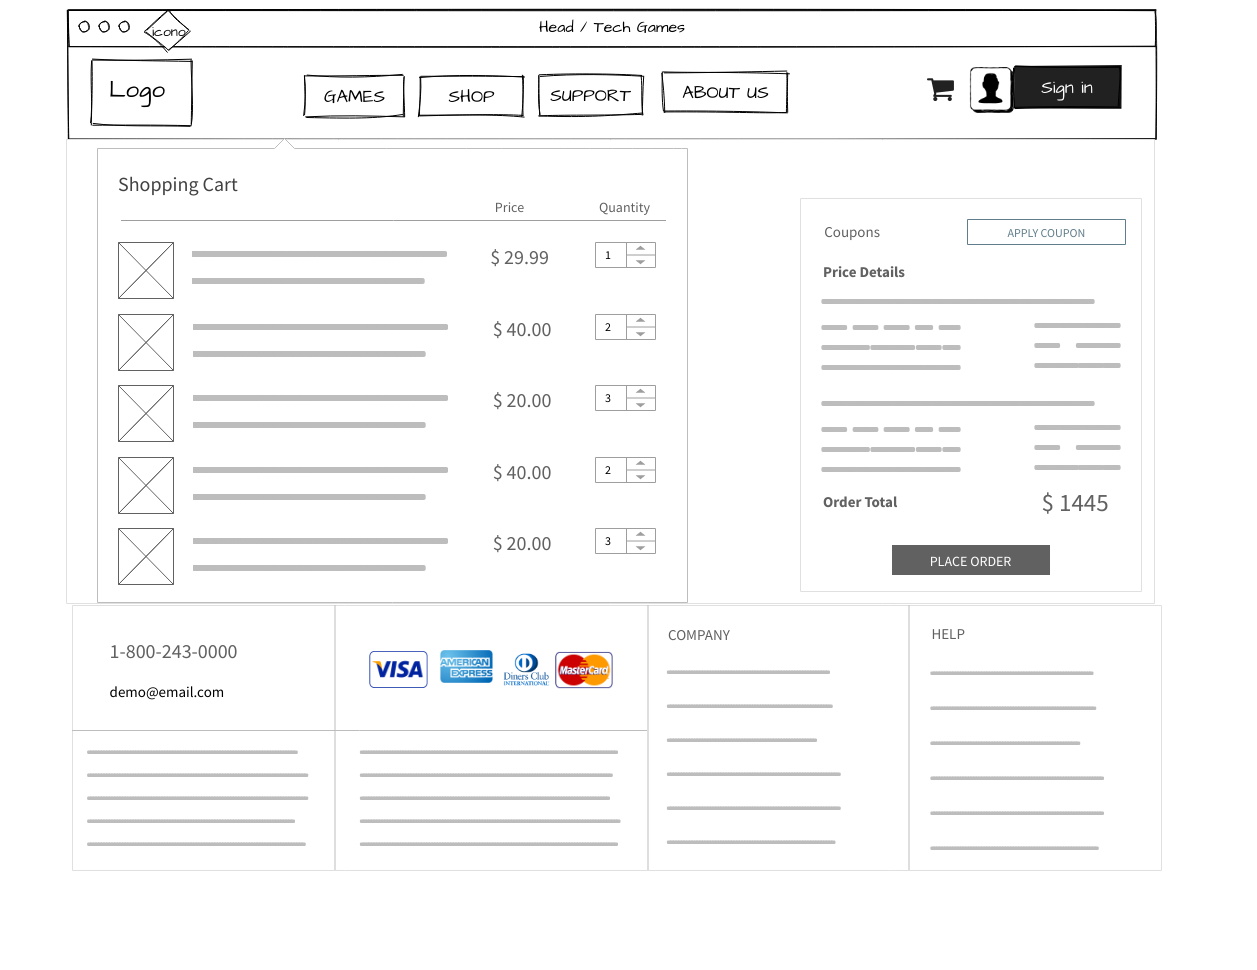 icono
Head / Tech Games
Logo
GAMES
SHOP
SUPPORT
ABOUT US
Sign in
Shopping Cart
Price
Quantity
$ 29.99
1
$ 40.00
2
$ 20.00
3
$ 40.00
2
$ 20.00
3
Coupons
APPLY COUPON
Price Details
Order Total
$ 1445
PLACE ORDER
1-800-243-0000
demo@email.com
VISA
AMERICAN
EXPRESS
Diners Club
INTERNATIONAL
MasterCard
COMPANY
HELP